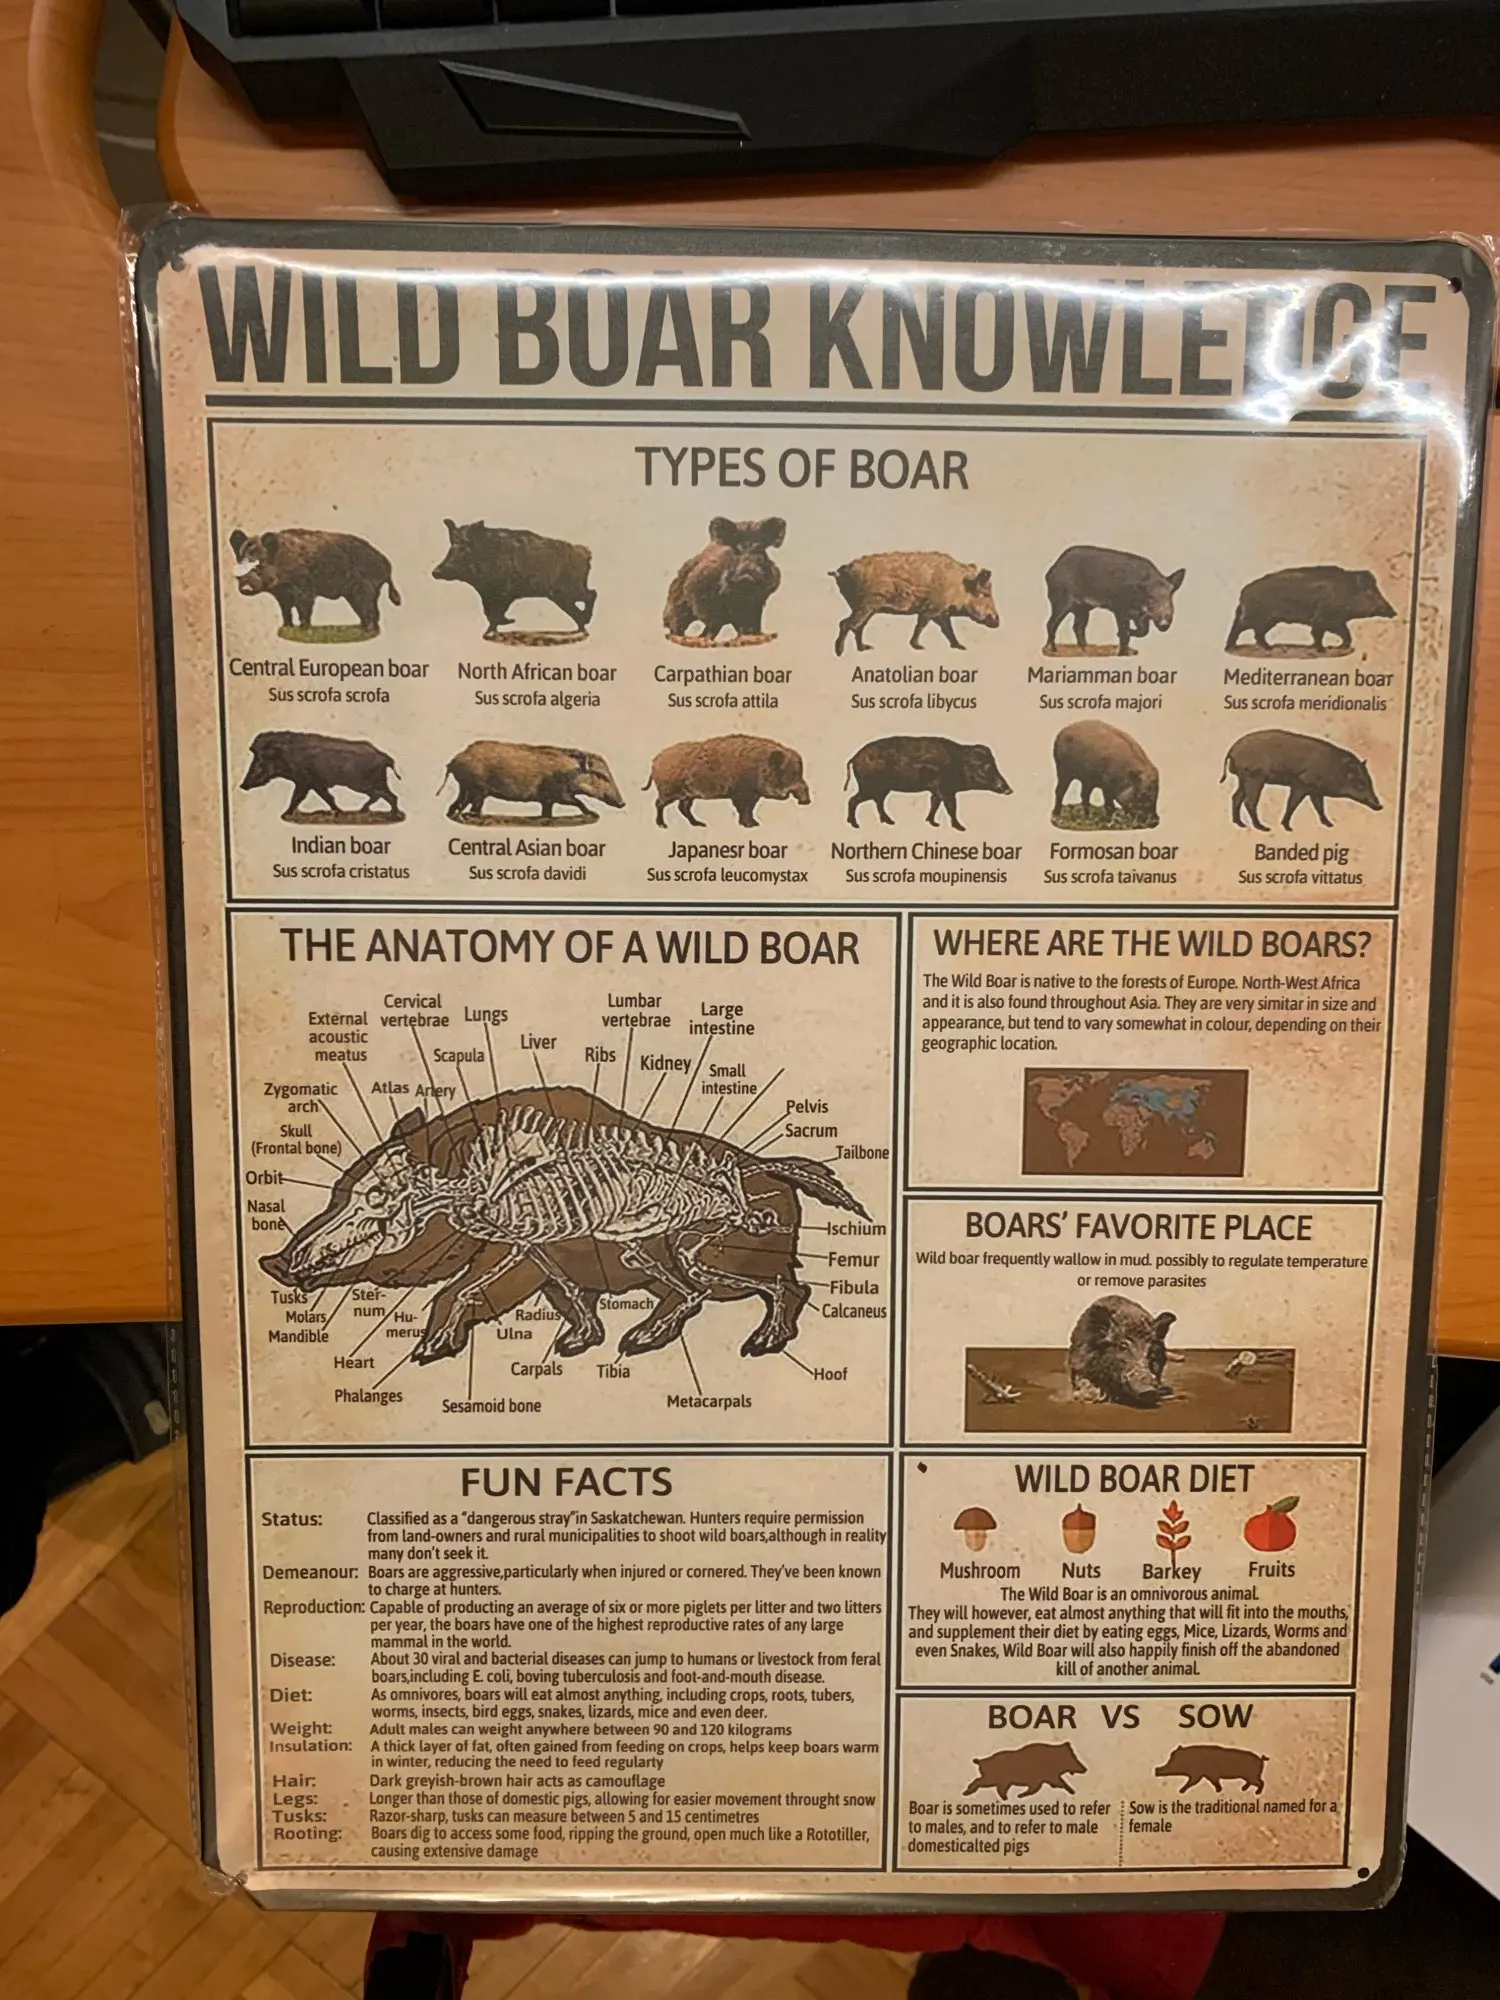 WILD BOAR KNOWLEDGE
TYPES OF BOAR
Central European boar
Sus scrofa scrofa
North African boar
Sus scrofa algeria
Carpathian boar
Sus scrofa attila
Anatolian boar
Sus scrofa libycus
Mariamman boar
Sus scrofa majori
Mediterranean boar
Sus scrofa meridionalis
Indian boar
Sus scrofa cristatus
Central Asian boar
Sus scrofa davidi
Japanesr boar
Sus scrofa leucomystax
Northern Chinese boar
Sus scrofa moupinensis
Formosan boar
Sus scrofa taivanus
Banded pig
Sus scrofa vittatus
THE ANATOMY OF A WILD BOAR
External
acoustic
meatus
Cervical
vertebrae
Lungs
Scapula
Liver
Ribs
Lumbar
vertebrae
Kidney
Large
intestine
Small
intestine
Zygomatic
arch
Atlas
Artery
Skull
(Frontal bone)
Orbit
Nasal
bone
Pelvis
Sacrum
Tailbone
Ischium
Femur
Fibula
Calcaneus
Tusks
Molars
Mandible
Ster-
num
Hu-
merus
Heart
Phalanges
Radius
Ulna
Stomach
Carpals
Tibia
Sesamoid bone
Metacarpals
Hoof
WHERE ARE THE WILD BOARS?
The Wild Boar is native to the forests of Europe. North-West Africa
and it is also found throughout Asia. They are very simitar in size and
appearance, but tend to vary somewhat in colour, depending on their
geographic location.
BOARS' FAVORITE PLACE
Wild boar frequently wallow in mud. possibly to regulate temperature
or remove parasites
FUN FACTS
Status: Classified as a "dangerous stray"in Saskatchewan. Hunters require permission
from land-owners and rural municipalities to shoot wild boars,although in reality
many don't seek it.
Demeanour: Boars are aggressive,particularly when injured or cornered. They've been known
to charge at hunters.
Reproduction: Capable of producing an average of six or more piglets per litter and two litters
per year, the boars have one of the highest reproductive rates of any large
mammal in the world.
Disease: About 30 viral and bacterial diseases can jump to humans or livestock from feral
boars,including E. coli, boving tuberculosis and foot-and-mouth disease.
Diet: As omnivores, boars will eat almost anything, including crops, roots, tubers,
worms, insects, bird eggs, snakes, lizards, mice and even deer.
Weight: Adult males can weight anywhere between 90 and 120 kilograms
Insulation: A thick layer of fat, often gained from feeding on crops, helps keep boars warm
in winter, reducing the need to feed regularty
Hair: Dark greyish-brown hair acts as camouflage
Legs: Longer than those of domestic pigs, allowing for easier movement throught snow
Tusks: Razor-sharp, tusks can measure between 5 and 15 centimetres
Rooting: Boars dig to access some food, ripping the ground, open much like a Rototiller,
causing extensive damage
WILD BOAR DIET
Mushroom
Nuts
Barkey
Fruits
The Wild Boar is an omnivorous animal.
They will however, eat almost anything that will fit into the mouths,
and supplement their diet by eating eggs, Mice, Lizards, Worms and
even Snakes, Wild Boar will also happily finish off the abandoned
kill of another animal.
BOAR VS SOW
Boar is sometimes used to refer
to males, and to refer to male
domesticalted pigs
Sow is the traditional named for a
female